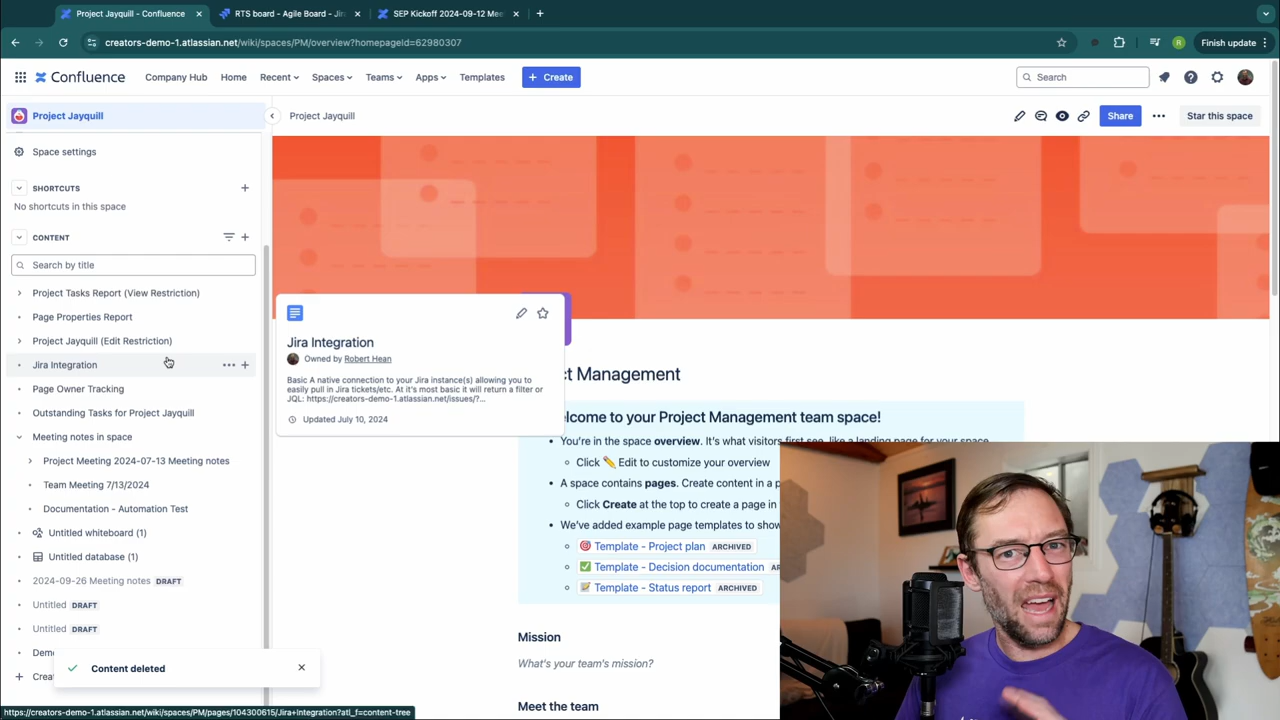 Project Jayquill - Confluence
RTS board - Agile Board - Jira
SEP Kickoff 2024-09-12 Mee
creators-demo-1.atlassian.net/wiki/spaces/PM/overview?homepageId=62980307
Finish update
Confluence
Company Hub
Home
Recent
Spaces
Teams
Apps
Templates
+ Create
Search
Project Jayquill
Project Jayquill
Share
Star this space
Space settings
SHORTCUTS
No shortcuts in this space
CONTENT
Search by title
Project Tasks Report (View Restriction)
Page Properties Report
Project Jayquill (Edit Restriction)
Jira Integration
Page Owner Tracking
Outstanding Tasks for Project Jayquill
Meeting notes in space
Project Meeting 2024-07-13 Meeting notes
Team Meeting 7/13/2024
Documentation - Automation Test
Untitled whiteboard (1)
Untitled database (1)
2024-09-26 Meeting notes DRAFT
Untitled DRAFT
Untitled DRAFT
Demo
Crea
Content deleted
https://creators-demo-1.atlassian.net/wiki/spaces/PM/pages/104300615/Jira+Integration?atl_f=content-tree
Jira Integration
Owned by Robert Hean
Basic A native connection to your Jira instance(s) allowing you to
easily pull in Jira tickets/etc. At it's most basic it will return a filter or
JQL: https://creators-demo-1.atlassian.net/issues/?...
Updated July 10, 2024
ct Management
elcome to your Project Management team space!
You're in the space overview. It's what visitors first see, like a landing page for your space.
Click ✏️ Edit to customize your overview
A space contains pages. Create content in a p
Click Create at the top to create a page in
We've added example page templates to show
🎯 Template - Project plan ARCHIVED
✅ Template - Decision documentation AR
📝 Template - Status report ARCHIVED
Mission
What's your team's mission?
Meet the team